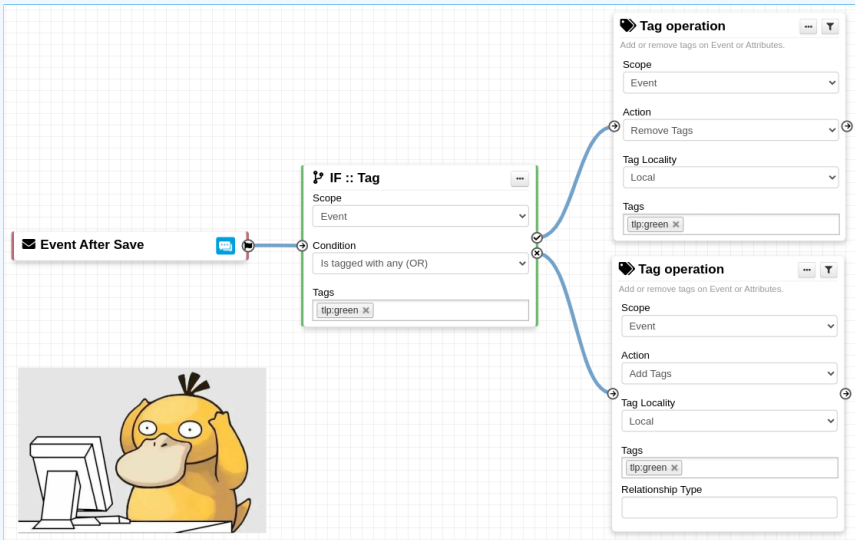 Event After Save
IF :: Tag
...
Scope
Event
Condition
Is tagged with any (OR)
Tags
tlp:green ×
Tag operation
...
Add or remove tags on Event or Attributes.
Scope
Event
Action
Remove Tags
Tag Locality
Local
Tags
tlp:green ×
Tag operation
...
Add or remove tags on Event or Attributes.
Scope
Event
Action
Add Tags
Tag Locality
Local
Tags
tlp:green ×
Relationship Type